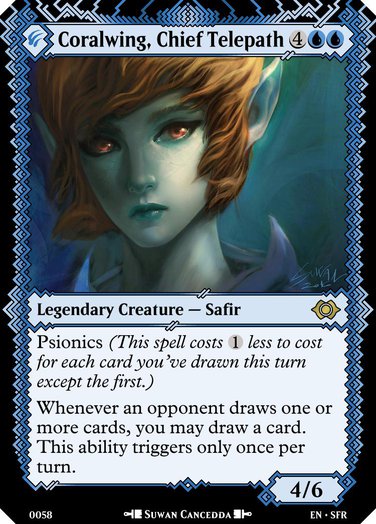 Coralwing, Chief Telepath 4
Suwan
Legendary Creature — Safir
Psionics (This spell costs 1 less to cost
for each card you've drawn this turn
except the first.)
Whenever an opponent draws one or
more cards, you may draw a card.
This ability triggers only once per
turn.
4/6
0058 Suwan Cancedda EN • SFR